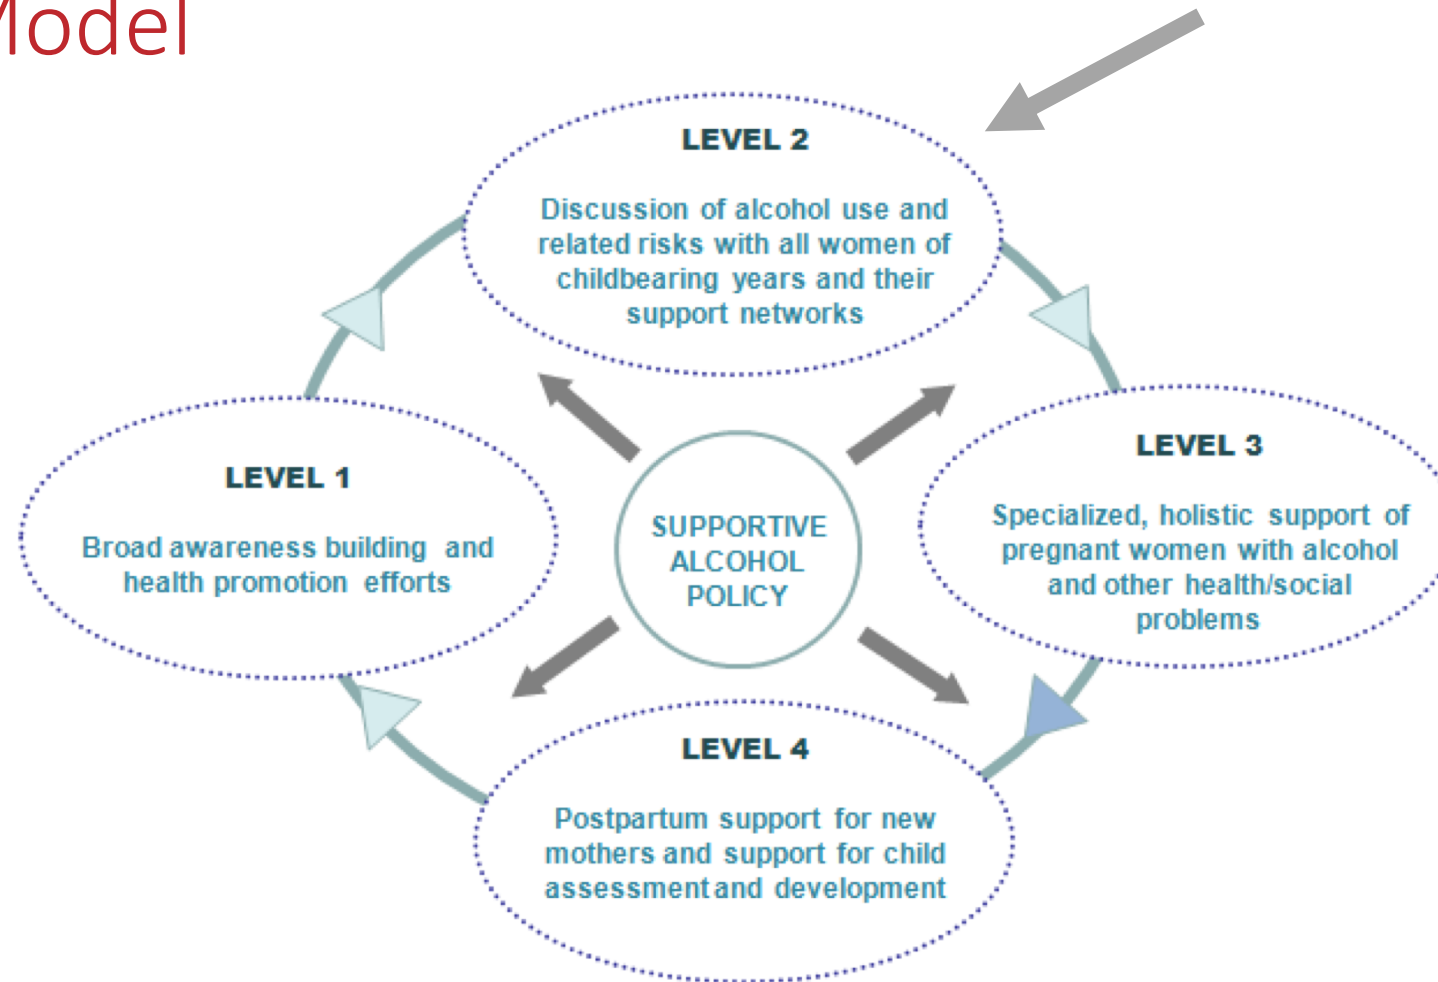 Model
LEVEL 2
Discussion of alcohol use and
related risks with all women of
childbearing years and their
support networks
LEVEL 1
Broad awareness building and
health promotion efforts
SUPPORTIVE
ALCOHOL
POLICY
LEVEL 3
Specialized, holistic support of
pregnant women with alcohol
and other health/social
problems
LEVEL 4
Postpartum support for new
mothers and support for child
assessment and development